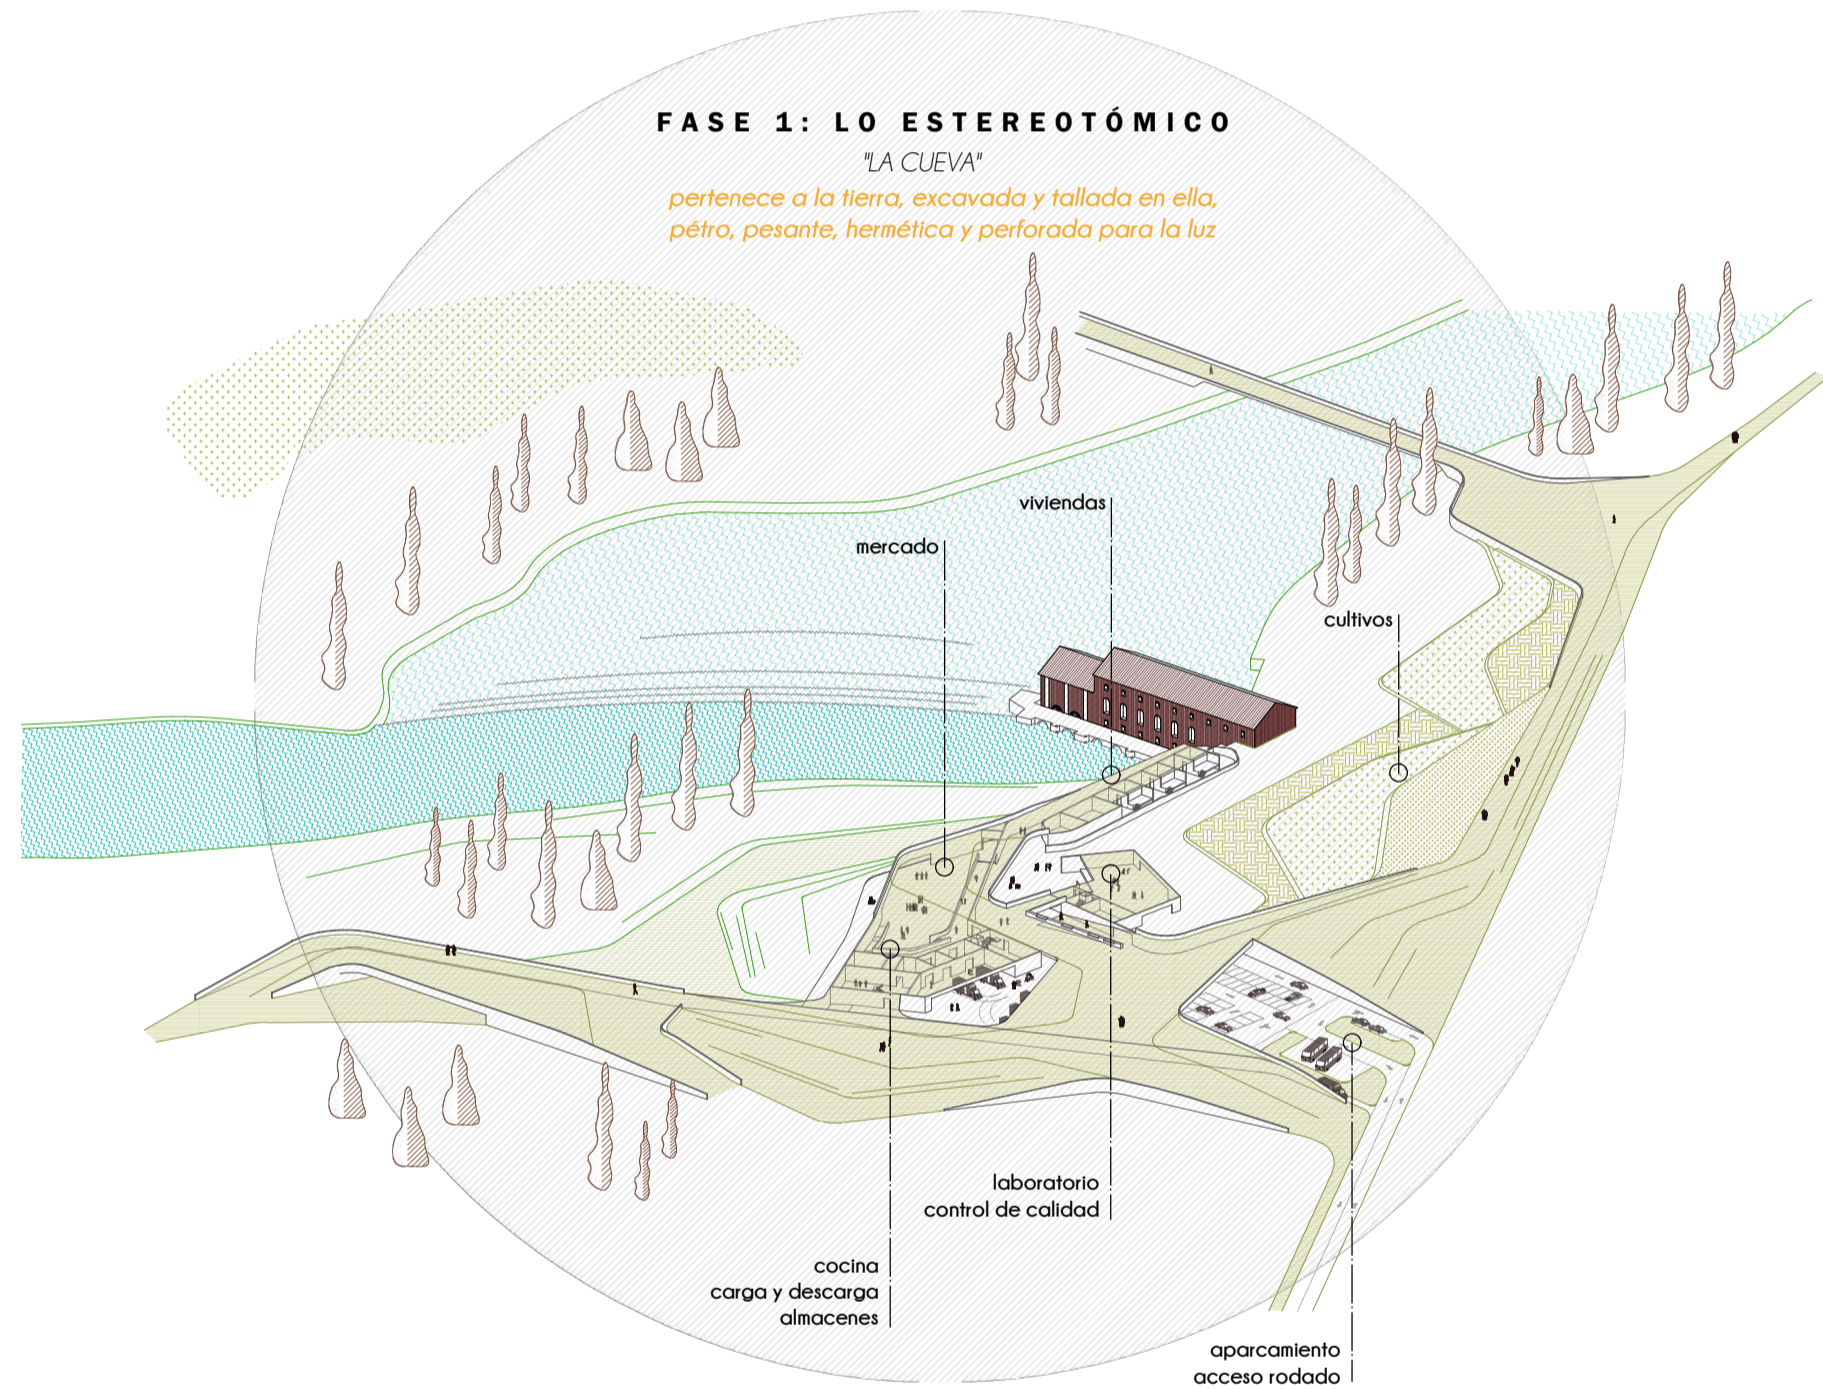 FASE 1: LO ESTEREOTÓMICO
"LA CUEVA"
pertenece a la tierra, excavada y tallada en ella,
pétro, pesante, hermética y perforada para la luz
viviendas
mercado
cultivos
laboratorio
control de calidad
cocina
carga y descarga
almacenes
aparcamiento
acceso rodado